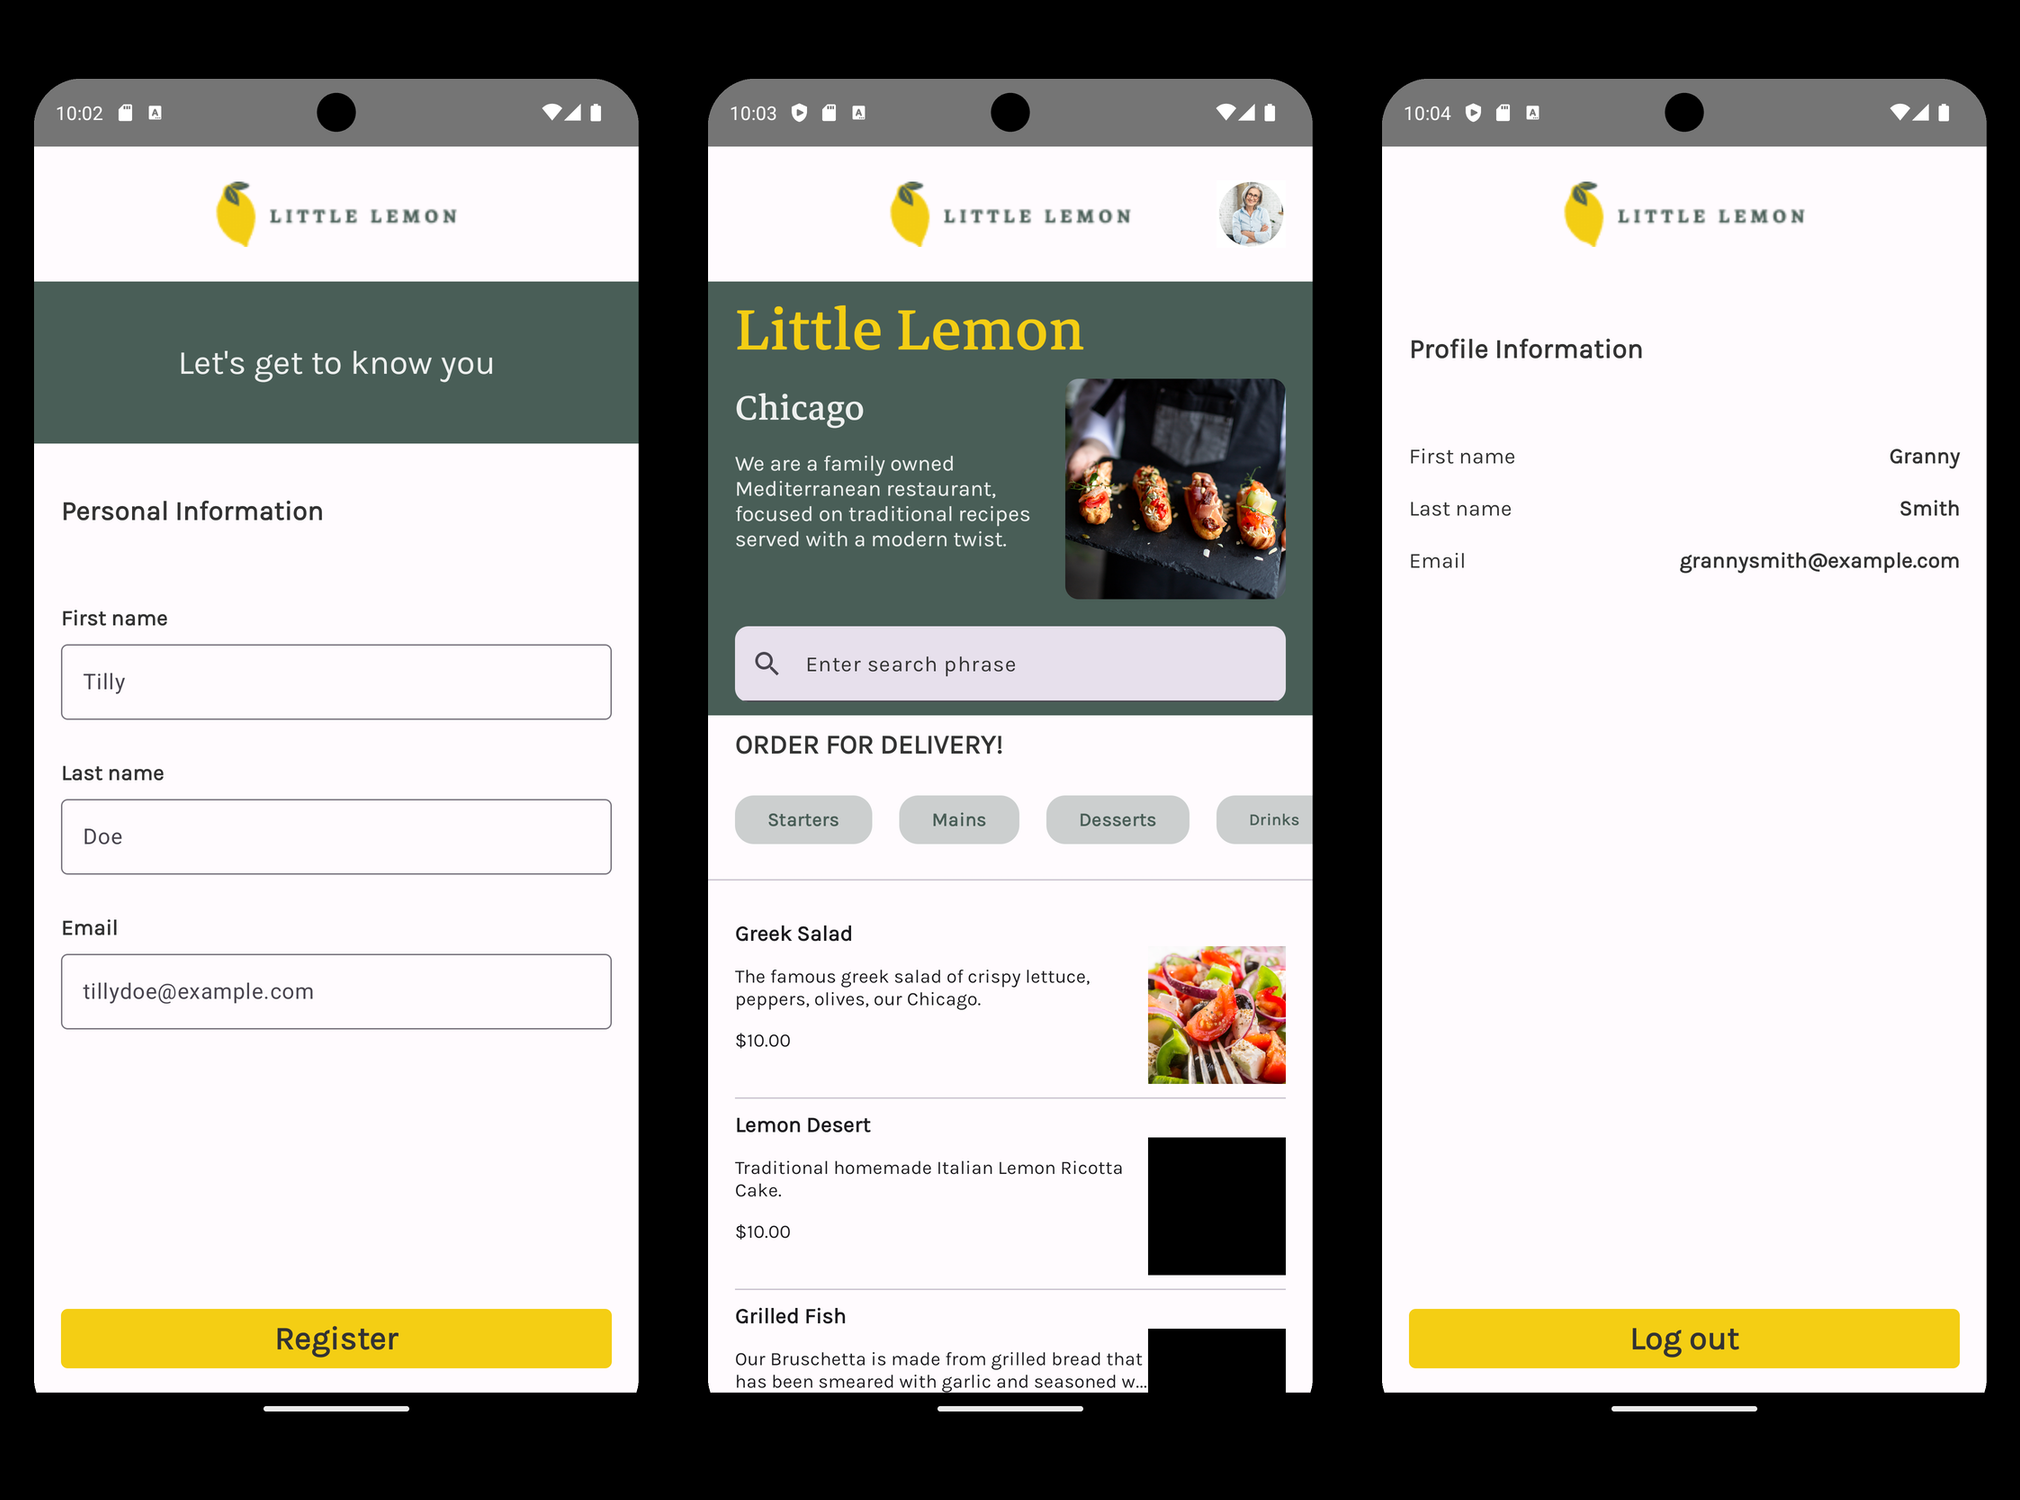 10:02
LITTLE LEMON
Let's get to know you
Personal Information
First name
Tilly
Last name
Doe
Email
tillydoe@example.com
Register
10:03
LITTLE LEMON
Little Lemon
Chicago
We are a family owned
Mediterranean restaurant,
focused on traditional recipes
served with a modern twist.
Enter search phrase
ORDER FOR DELIVERY!
Starters Mains Desserts Drinks
Greek Salad
The famous greek salad of crispy lettuce,
peppers, olives, our Chicago.
$10.00
Lemon Desert
Traditional homemade Italian Lemon Ricotta
Cake.
$10.00
Grilled Fish
Our Bruschetta is made from grilled bread that
has been smeared with garlic and seasoned w...
10:04
LITTLE LEMON
Profile Information
First name Granny
Last name Smith
Email grannysmith@example.com
Log out